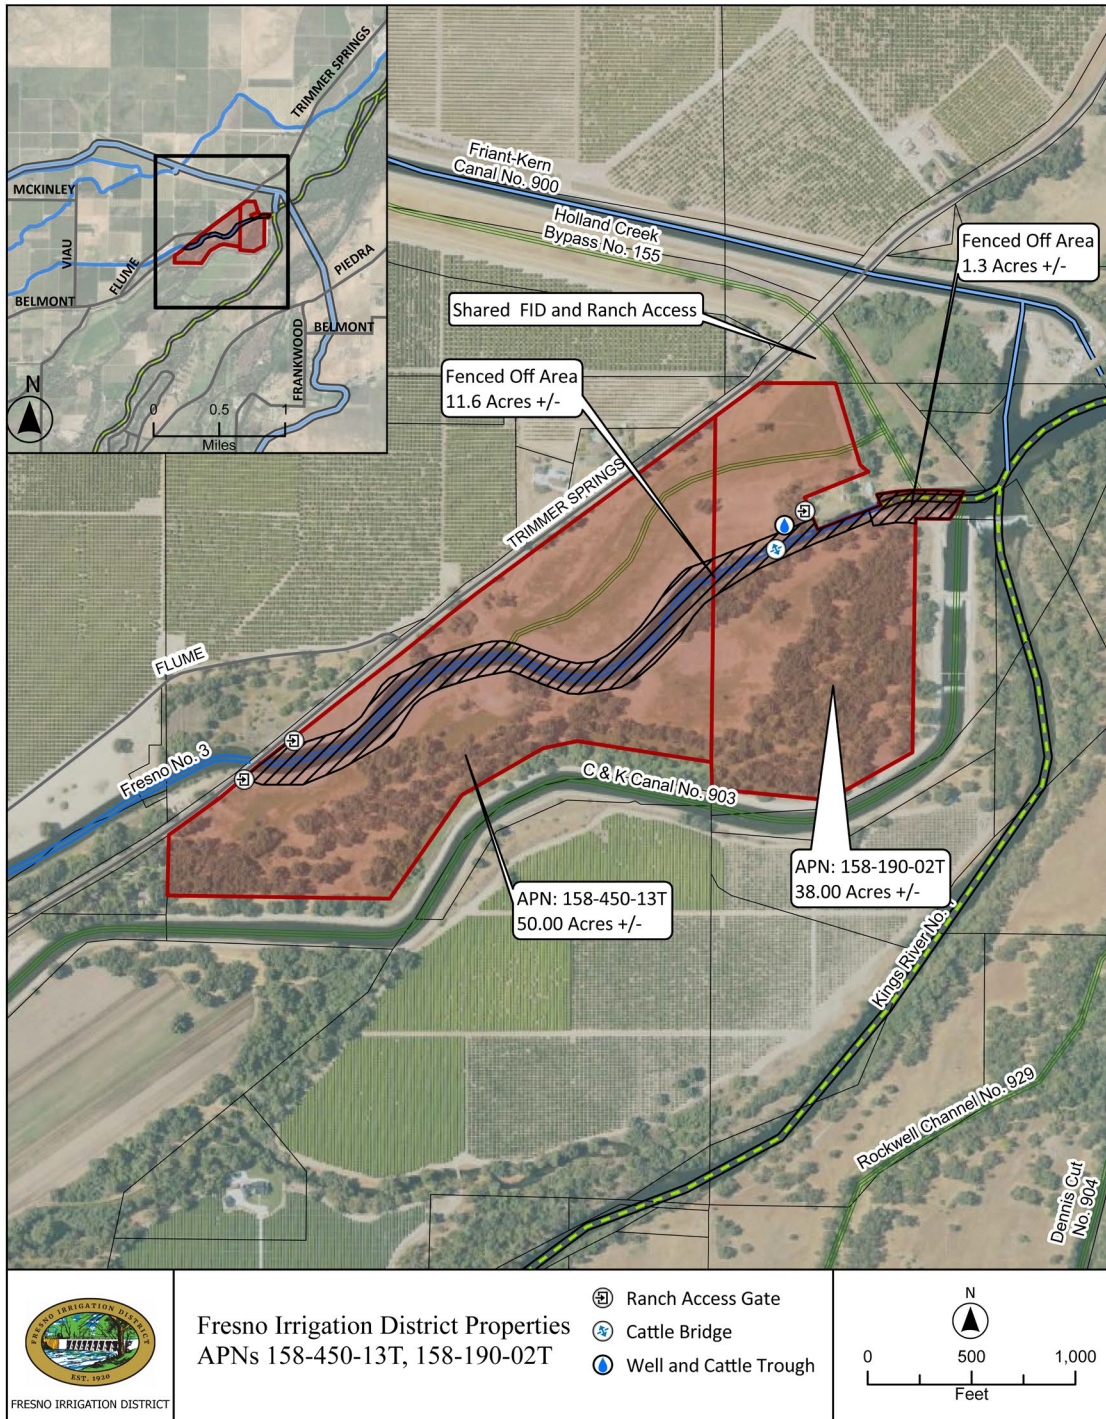 TRIMMER SPRINGS
MCKINLEY
VIAU
FLUME
PIEDRA
BELMONT
BELMONT
FRANKWOOD
N
0 0.5 1
Miles
Friant-Kern
Canal No. 900
Holland Creek
Bypass No. 155
Fenced Off Area
1.3 Acres +/-
Shared FID and Ranch Access
Fenced Off Area
11.6 Acres +/-
TRIMMER SPRINGS
FLUME
Fresno No. 3
C & K Canal No. 903
APN: 158-450-13T
50.00 Acres +/-
APN: 158-190-02T
38.00 Acres +/-
Kings River No.
Rockwell Channel No. 929
Dennis Cut
No. 904
FRESNO IRRIGATION DISTRICT
EST. 1920
FRESNO IRRIGATION DISTRICT
Fresno Irrigation District Properties
APNs 158-450-13T, 158-190-02T
Ranch Access Gate
Cattle Bridge
Well and Cattle Trough
N
0 500 1,000
Feet